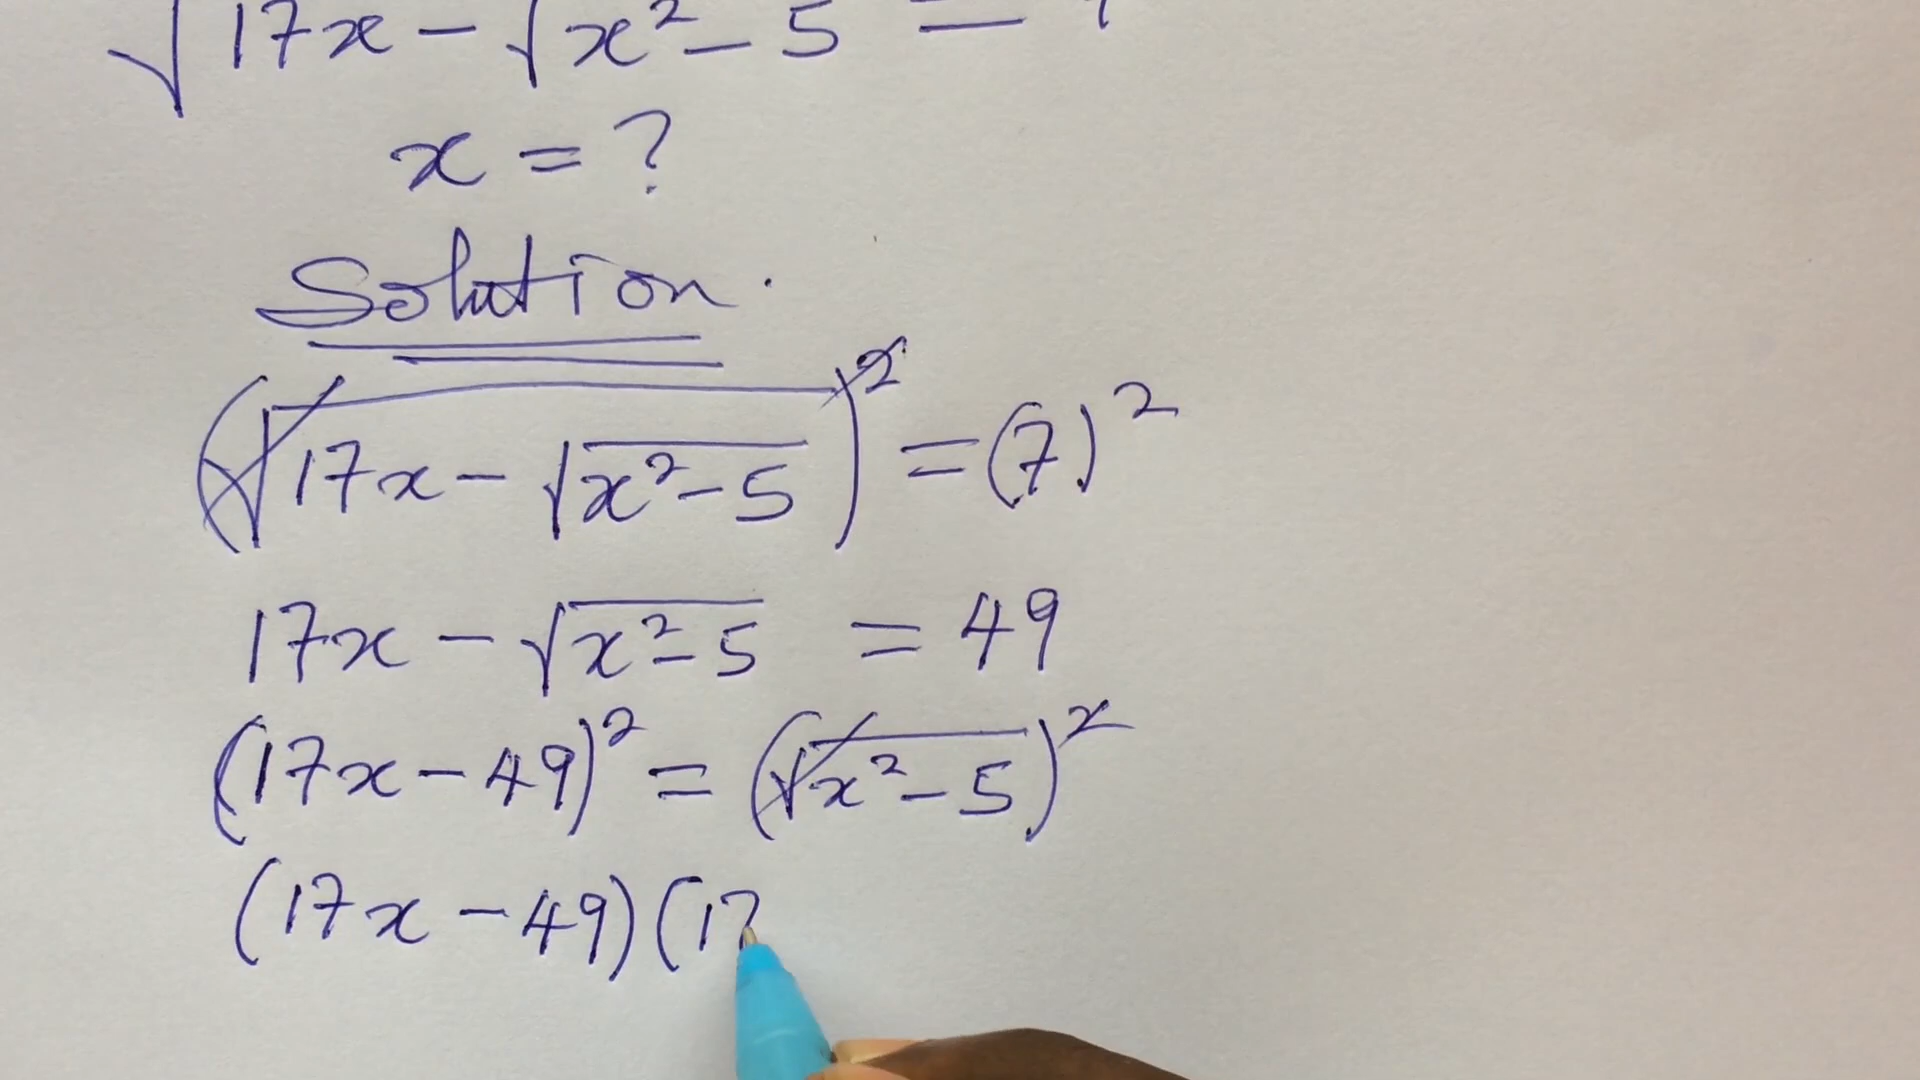 √17x - √x² - 5 =
x = ?
Solution.
(√(17x - √(x² - 5)))² = (7)²
17x - √(x² - 5) = 49
(17x - 49)² = (√(x² - 5))²
(17x - 49)(17